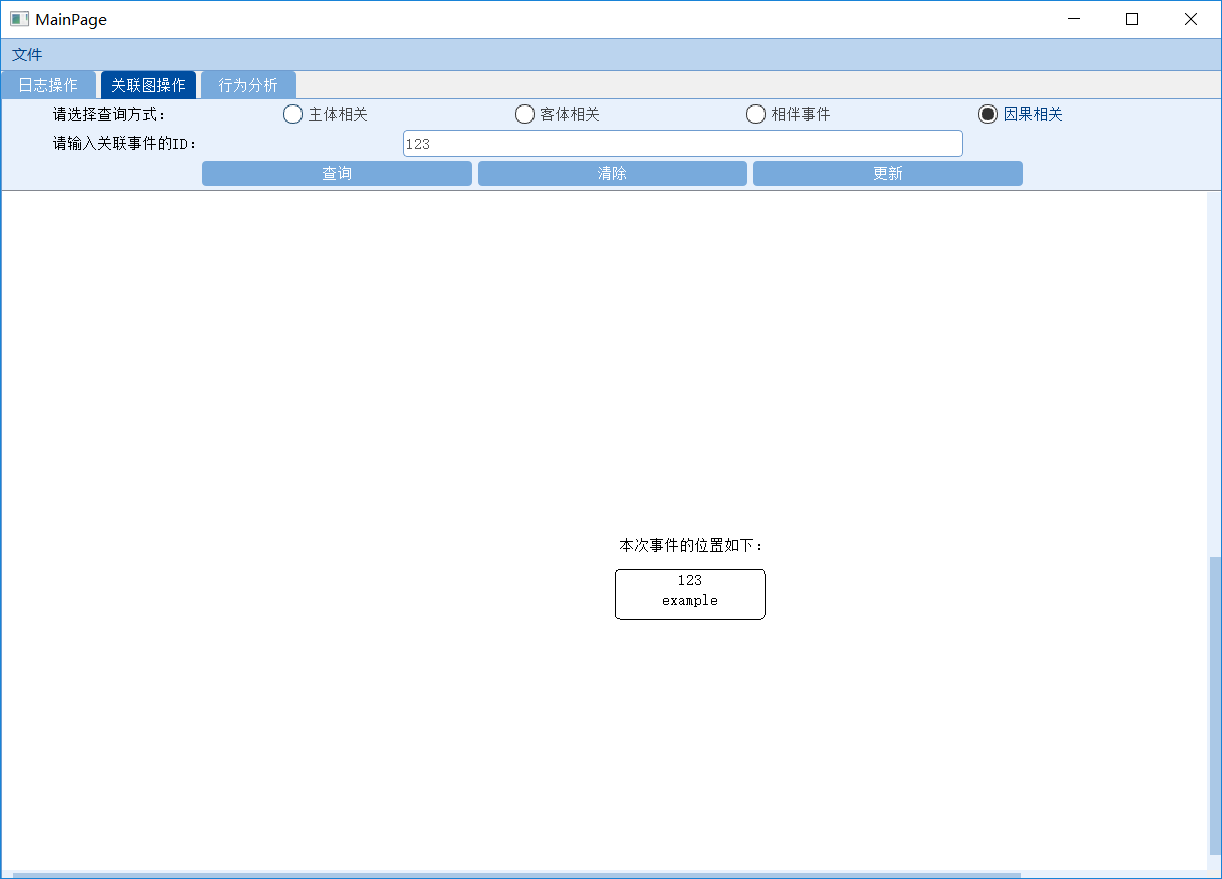 MainPage
文件
日志操作 关联图操作 行为分析
请选择查询方式： 主体相关 客体相关 相伴事件 因果相关
请输入关联事件的ID： 123
查询 清除 更新
本次事件的位置如下：
123
example